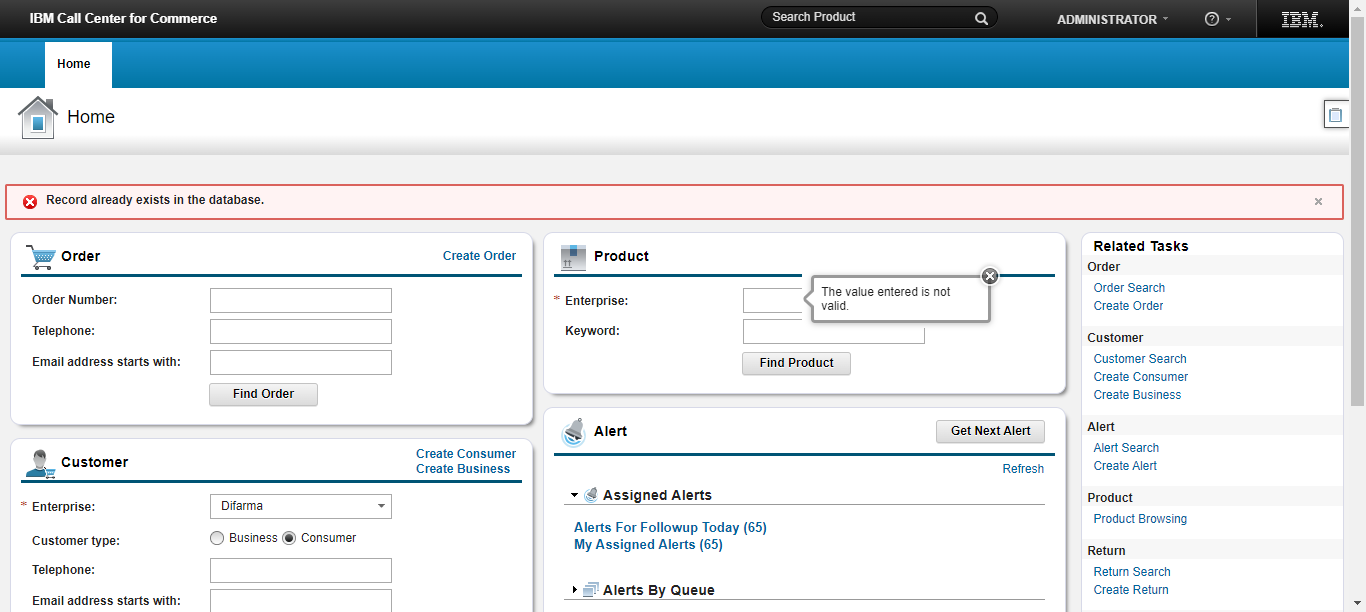 IBM Call Center for Commerce
Search Product
ADMINISTRATOR
?
IBM.
Home
Home
Record already exists in the database.
Order
Create Order
Order Number:
Telephone:
Email address starts with:
Find Order
Customer
Create Consumer
Create Business
* Enterprise:
Difarma
Customer type:
Business
Consumer
Telephone:
Email address starts with:
Product
* Enterprise:
The value entered is not
valid.
Keyword:
Find Product
Alert
Get Next Alert
Refresh
Assigned Alerts
Alerts For Followup Today (65)
My Assigned Alerts (65)
Alerts By Queue
Related Tasks
Order
Order Search
Create Order
Customer
Customer Search
Create Consumer
Create Business
Alert
Alert Search
Create Alert
Product
Product Browsing
Return
Return Search
Create Return